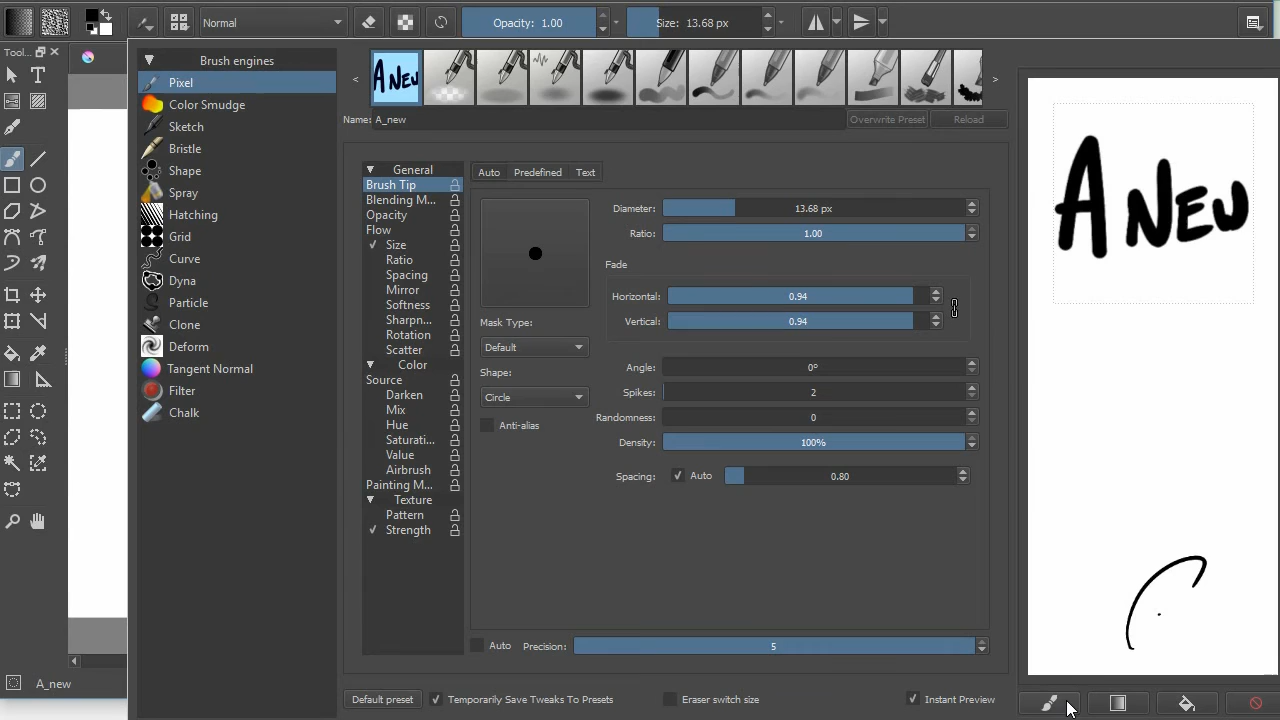 Normal
Opacity: 1.00
Size: 13.68 px
Tool...
Brush engines
Pixel
Color Smudge
Sketch
Bristle
Shape
Spray
Hatching
Grid
Curve
Dyna
Particle
Clone
Deform
Tangent Normal
Filter
Chalk
A New
< >
Name: A_new
Overwrite Preset
Reload
General
Brush Tip
Blending M...
Opacity
Flow
Size
Ratio
Spacing
Mirror
Softness
Sharpn...
Rotation
Scatter
Color
Source
Darken
Mix
Hue
Saturati...
Value
Airbrush
Painting M...
Texture
Pattern
Strength
Auto Predefined Text
Mask Type:
Default
Shape:
Circle
Anti-alias
Diameter: 13.68 px
Ratio: 1.00
Fade
Horizontal: 0.94
Vertical: 0.94
Angle: 0º
Spikes: 2
Randomness: 0
Density: 100%
Spacing: Auto 0.80
Auto Precision: 5
Default preset
Temporarily Save Tweaks To Presets
Eraser switch size
Instant Preview
A New
A_new